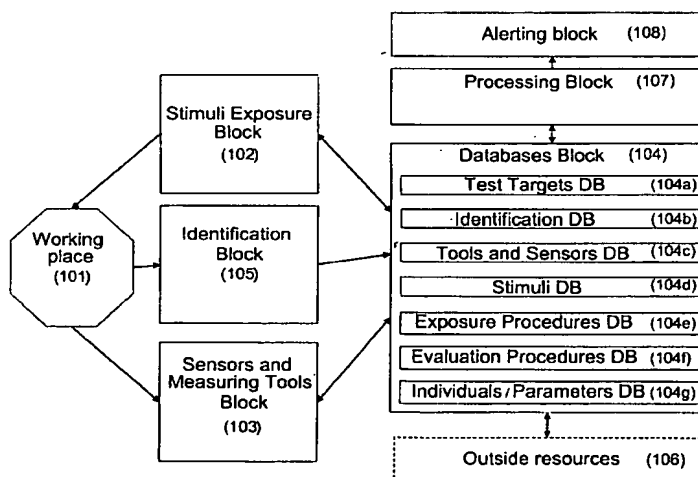 Alerting block (108)
Processing Block (107)
Stimuli Exposure
Block
(102)
Databases Block (104)
Test Targets DB (104a)
Identification DB (104b)
Tools and Sensors DB (104c)
Stimuli DB (104d)
Exposure Procedures DB (104e)
Evaluation Procedures DB (104f)
Individuals/Parameters DB (104g)
Working
place
(101)
Identification
Block
(105)
Sensors and
Measuring Tools
Block
(103)
Outside resources (106)